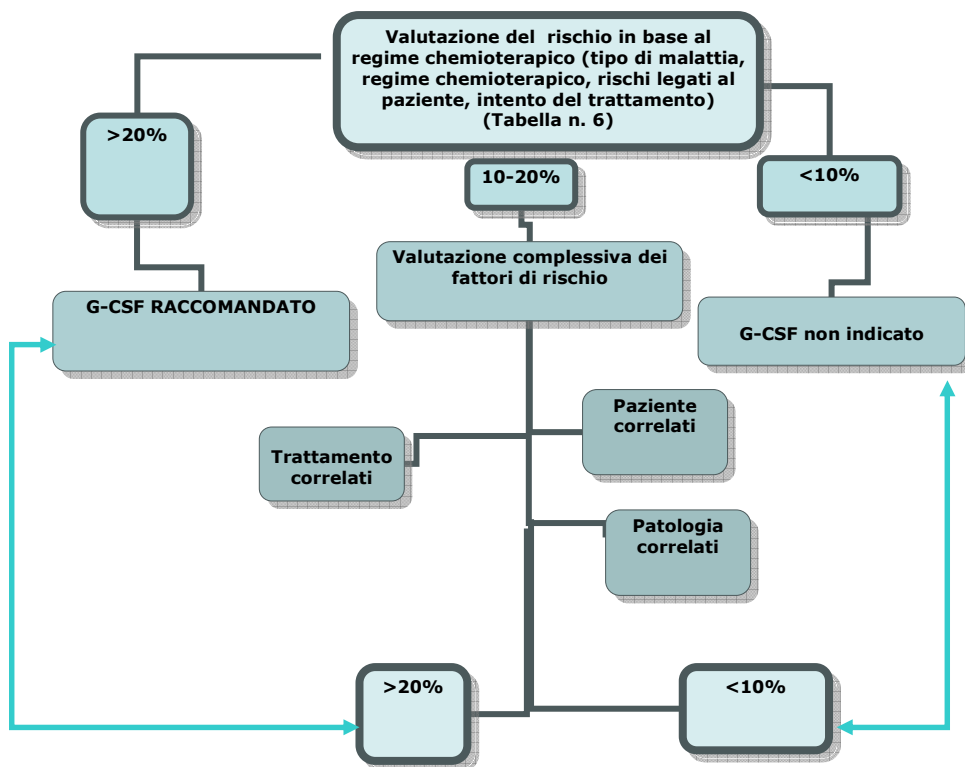 Valutazione del rischio in base al
regime chemioterapico (tipo di malattia,
regime chemioterapico, rischi legati al
paziente, intento del trattamento)
(Tabella n. 6)
>20%
10-20%
<10%
Valutazione complessiva dei
fattori di rischio
G-CSF RACCOMANDATO
G-CSF non indicato
Paziente
correlati
Trattamento
correlati
Patologia
correlati
>20%
<10%